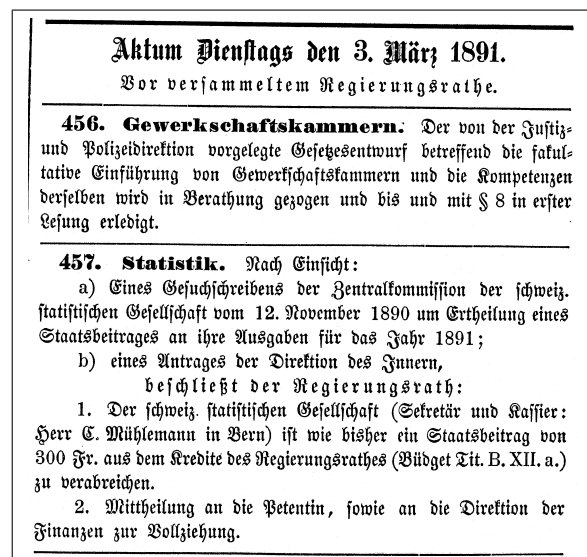 Aktum Dienstags den 3. März 1891.
Vor versammeltem Regierungsrathe.
456. Gewerkschaftskammern. Der von der Justiz-
und Polizeidirektion vorgelegte Gesetzesentwurf betreffend die fakul-
tative Einführung von Gewerkschaftskammern und die Kompetenzen
derselben wird in Berathung gezogen und bis und mit § 8 in erster
Lesung erledigt.
457. Statistik. Nach Einsicht:
a) Eines Gesuchschreibens der Zentralkommission der schweiz.
statistischen Gesellschaft vom 12. November 1890 um Ertheilung eines
Staatsbeitrages an ihre Ausgaben für das Jahr 1891;
b) eines Antrages der Direktion des Innern,
beschließt der Regierungsrath:
1. Der schweiz. statistischen Gesellschaft (Sekretär und Kassier:
Herr C. Mühlemann in Bern) ist wie bisher ein Staatsbeitrag von
300 Fr. aus dem Kredite des Regierungsrathes (Büdget Tit. B. XII. a.)
zu verabreichen.
2. Mittheilung an die Petentin, sowie an die Direktion der
Finanzen zur Vollziehung.